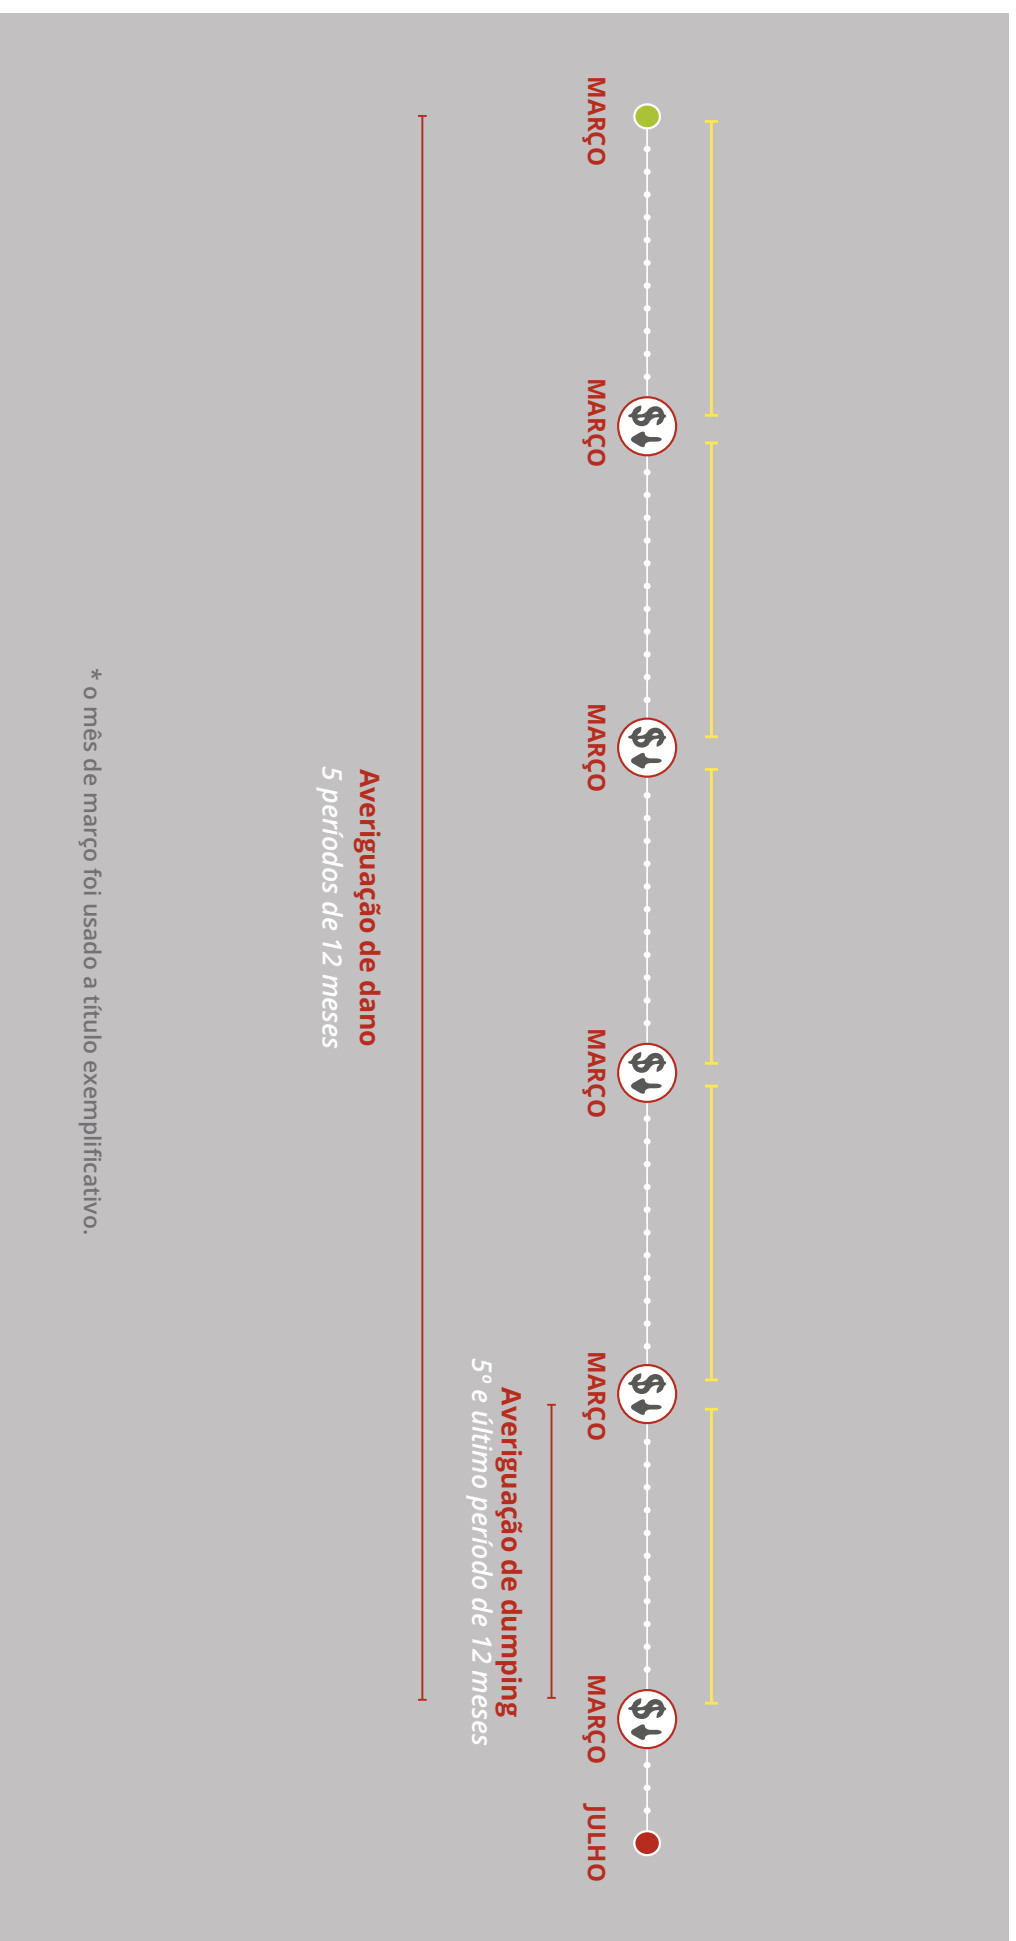 MARÇO
MARÇO
MARÇO
MARÇO
MARÇO
MARÇO
JULHO
Averiguação de dumping
5º e último período de 12 meses
Averiguação de dano
5 períodos de 12 meses
* o mês de março foi usado a título exemplificativo.